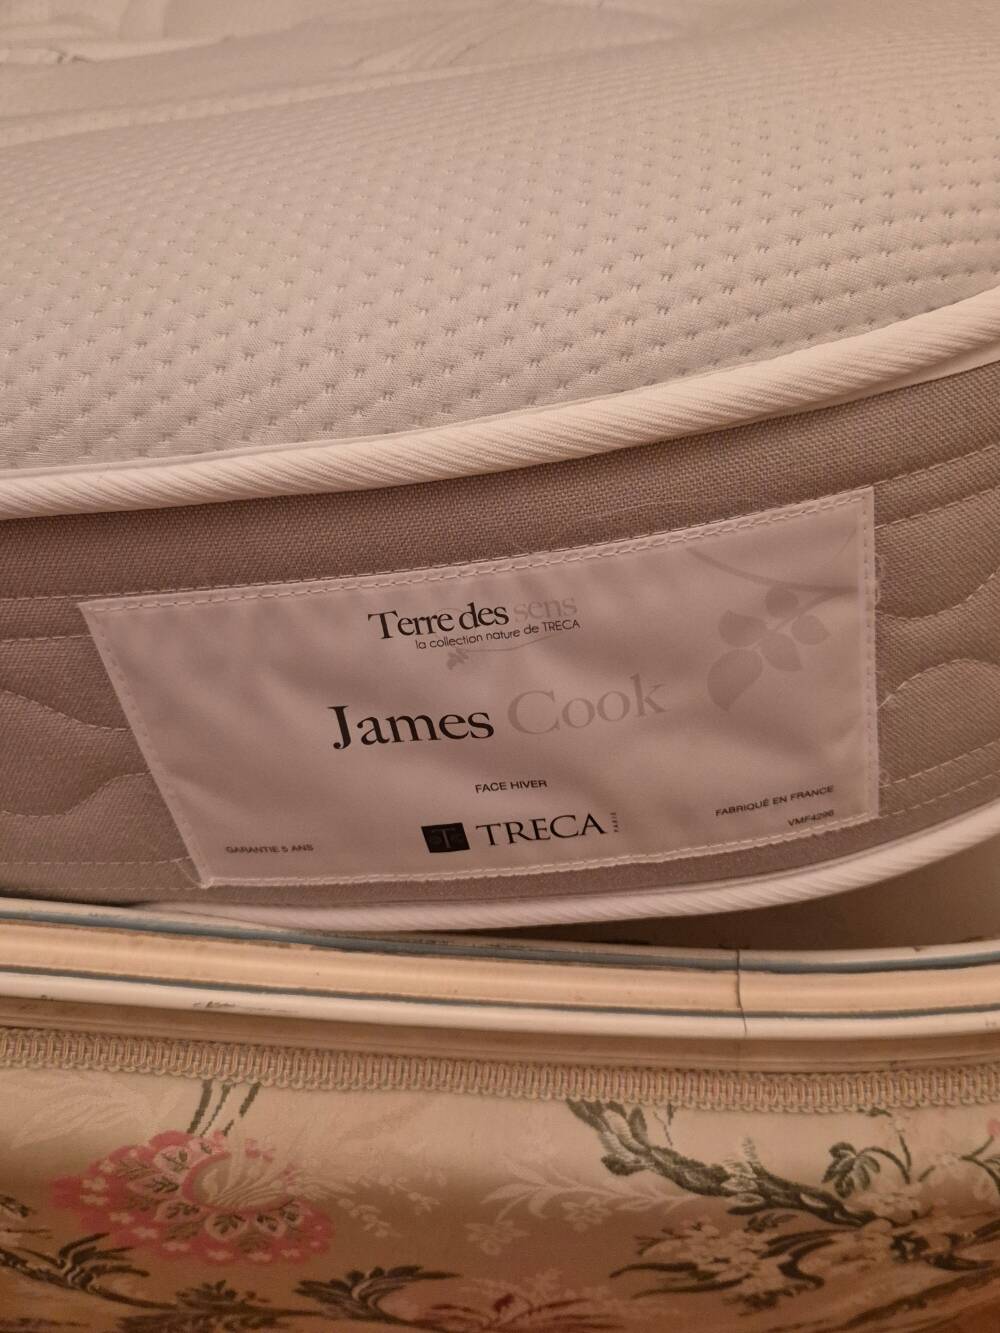 Terre des sens
la collection nature de TRECA
James Cook
FACE HIVER
GARANTIE 5 ANS
TRECA PARIS
FABRIQUÉ EN FRANCE
VMF4296